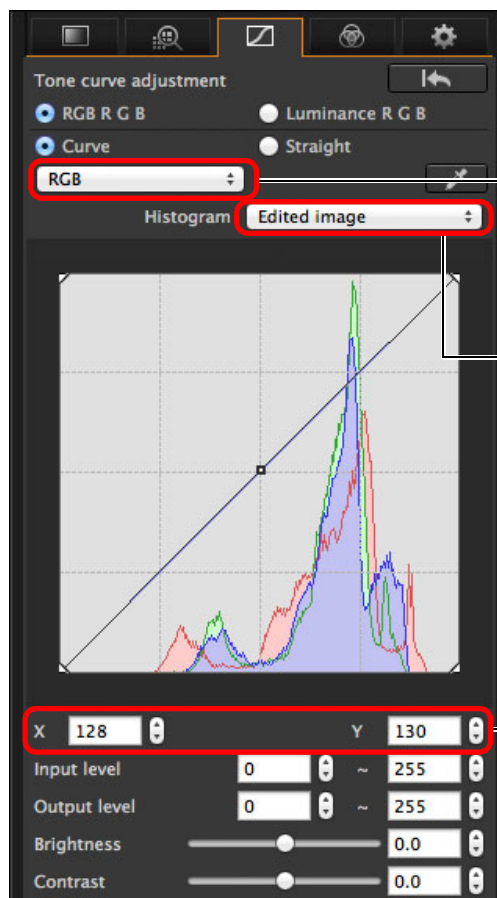 Tone curve adjustment
RGB R G B Luminance R G B
Curve Straight
RGB
Histogram Edited image
X 128 Y 130
Input level 0 ~ 255
Output level 0 ~ 255
Brightness 0.0
Contrast 0.0